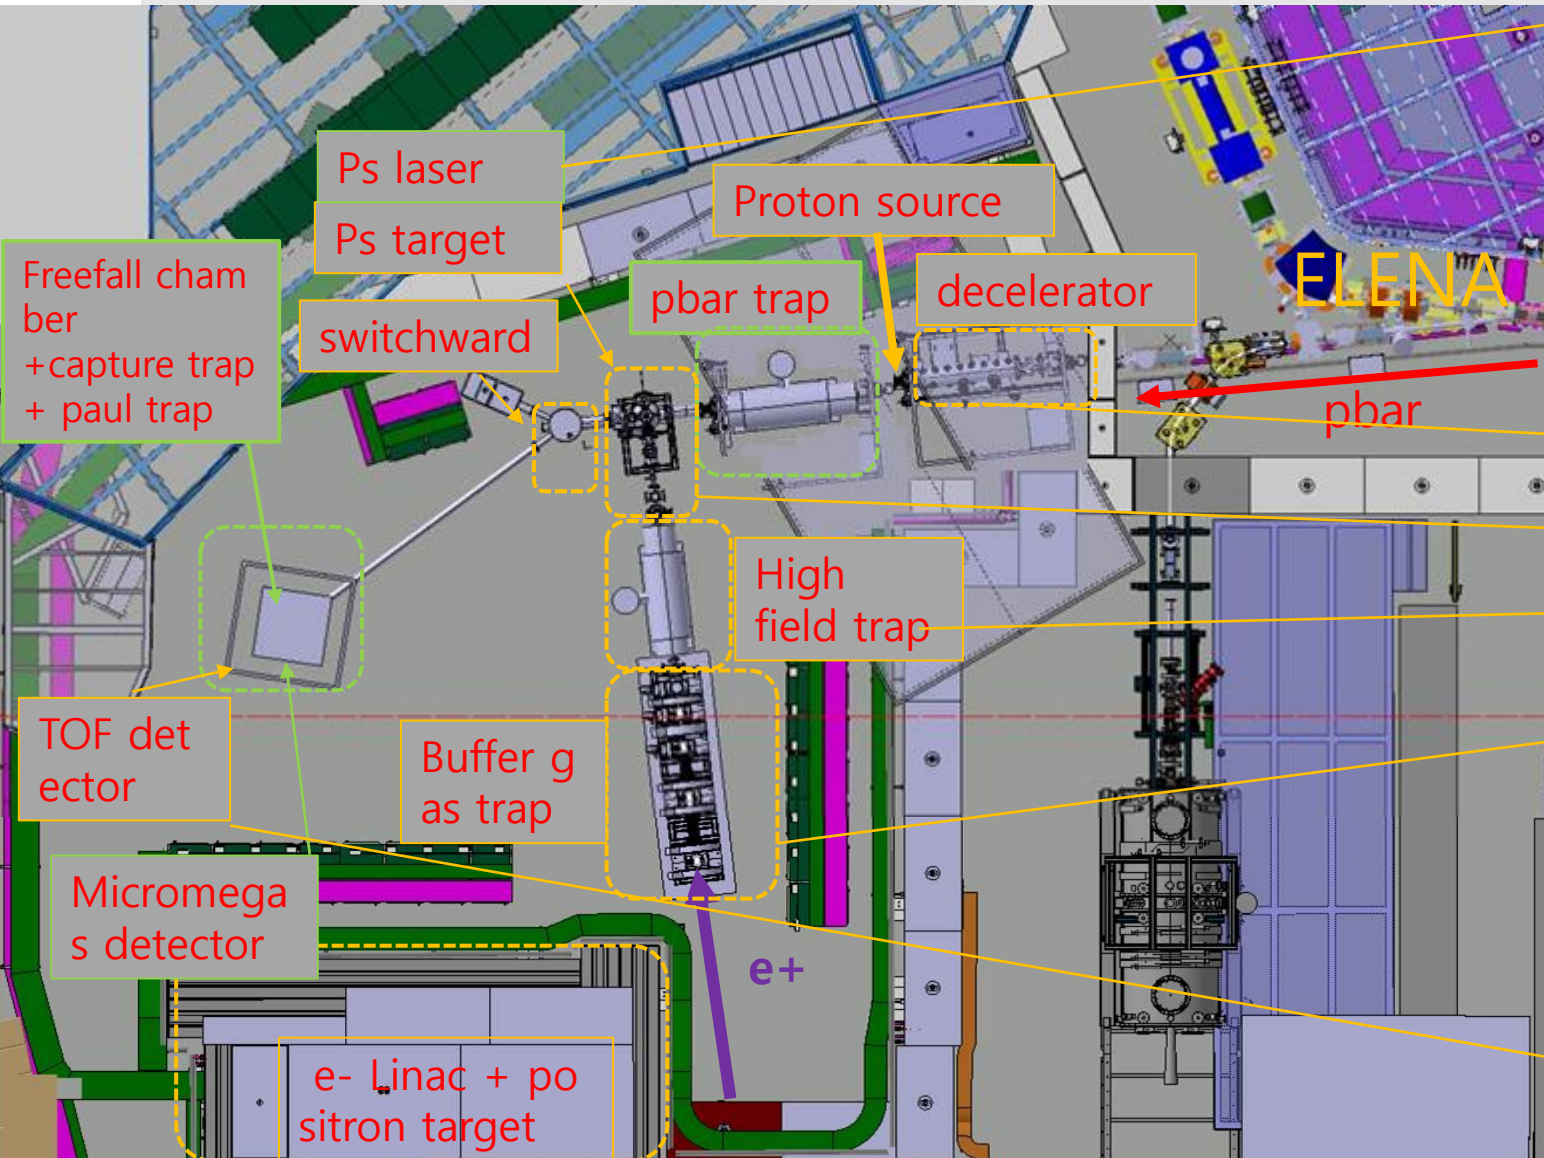 Ps laser
Ps target
Proton source
Freefall cham
ber
+capture trap
+ paul trap
switchward
pbar trap
decelerator
ELENA
pbar
High
field trap
TOF det
ector
Buffer g
as trap
Micromega
s detector
e+
e- Linac + po
sitron target